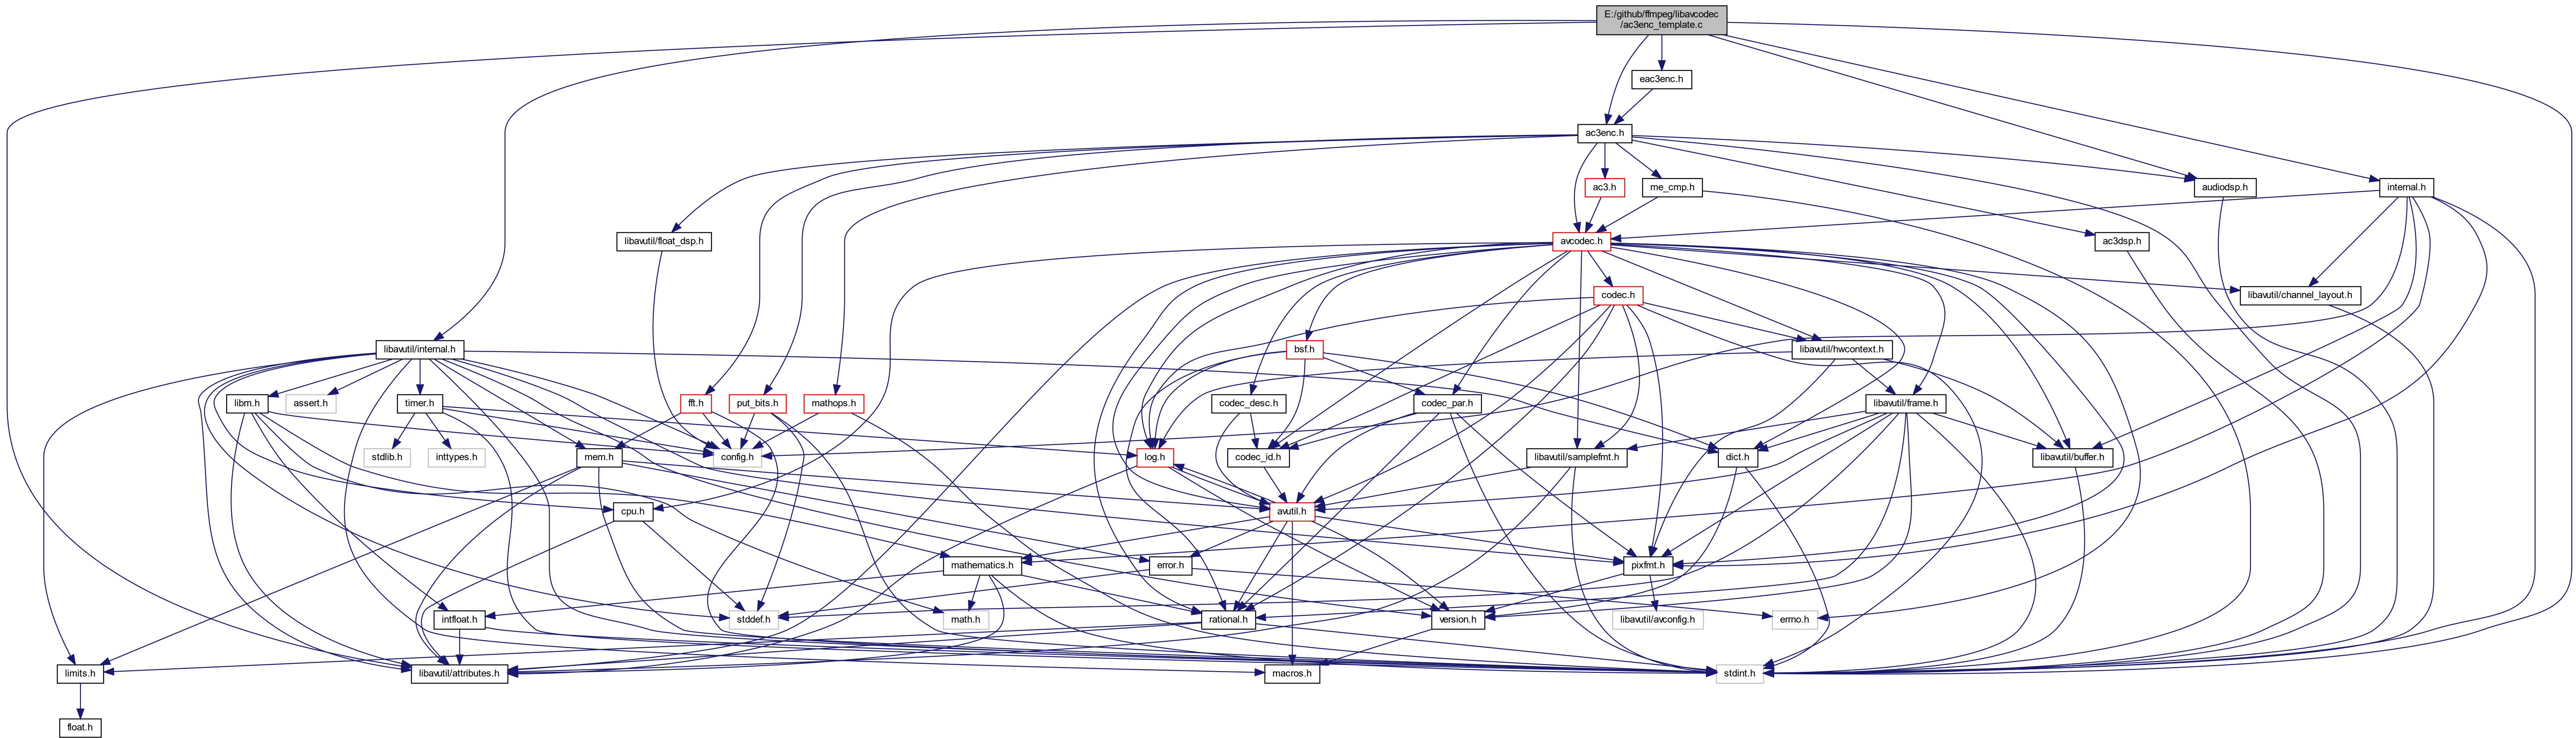 E:/github/ffmpeg/libavcodec
/ac3enc_template.c
eac3enc.h
ac3enc.h
ac3.h
me_cmp.h
audiodsp.h
internal.h
libavutil/float_dsp.h
avcodec.h
ac3dsp.h
codec.h
libavutil/channel_layout.h
libavutil/internal.h
bsf.h
libavutil/hwcontext.h
libm.h
assert.h
timer.h
fft.h
put_bits.h
mathops.h
codec_desc.h
codec_par.h
libavutil/frame.h
stdlib.h
inttypes.h
mem.h
config.h
log.h
codec_id.h
libavutil/samplefmt.h
dict.h
libavutil/buffer.h
cpu.h
avutil.h
mathematics.h
error.h
pixfmt.h
intfloat.h
stddef.h
math.h
rational.h
version.h
libavutil/avconfig.h
errno.h
limits.h
libavutil/attributes.h
macros.h
stdint.h
float.h